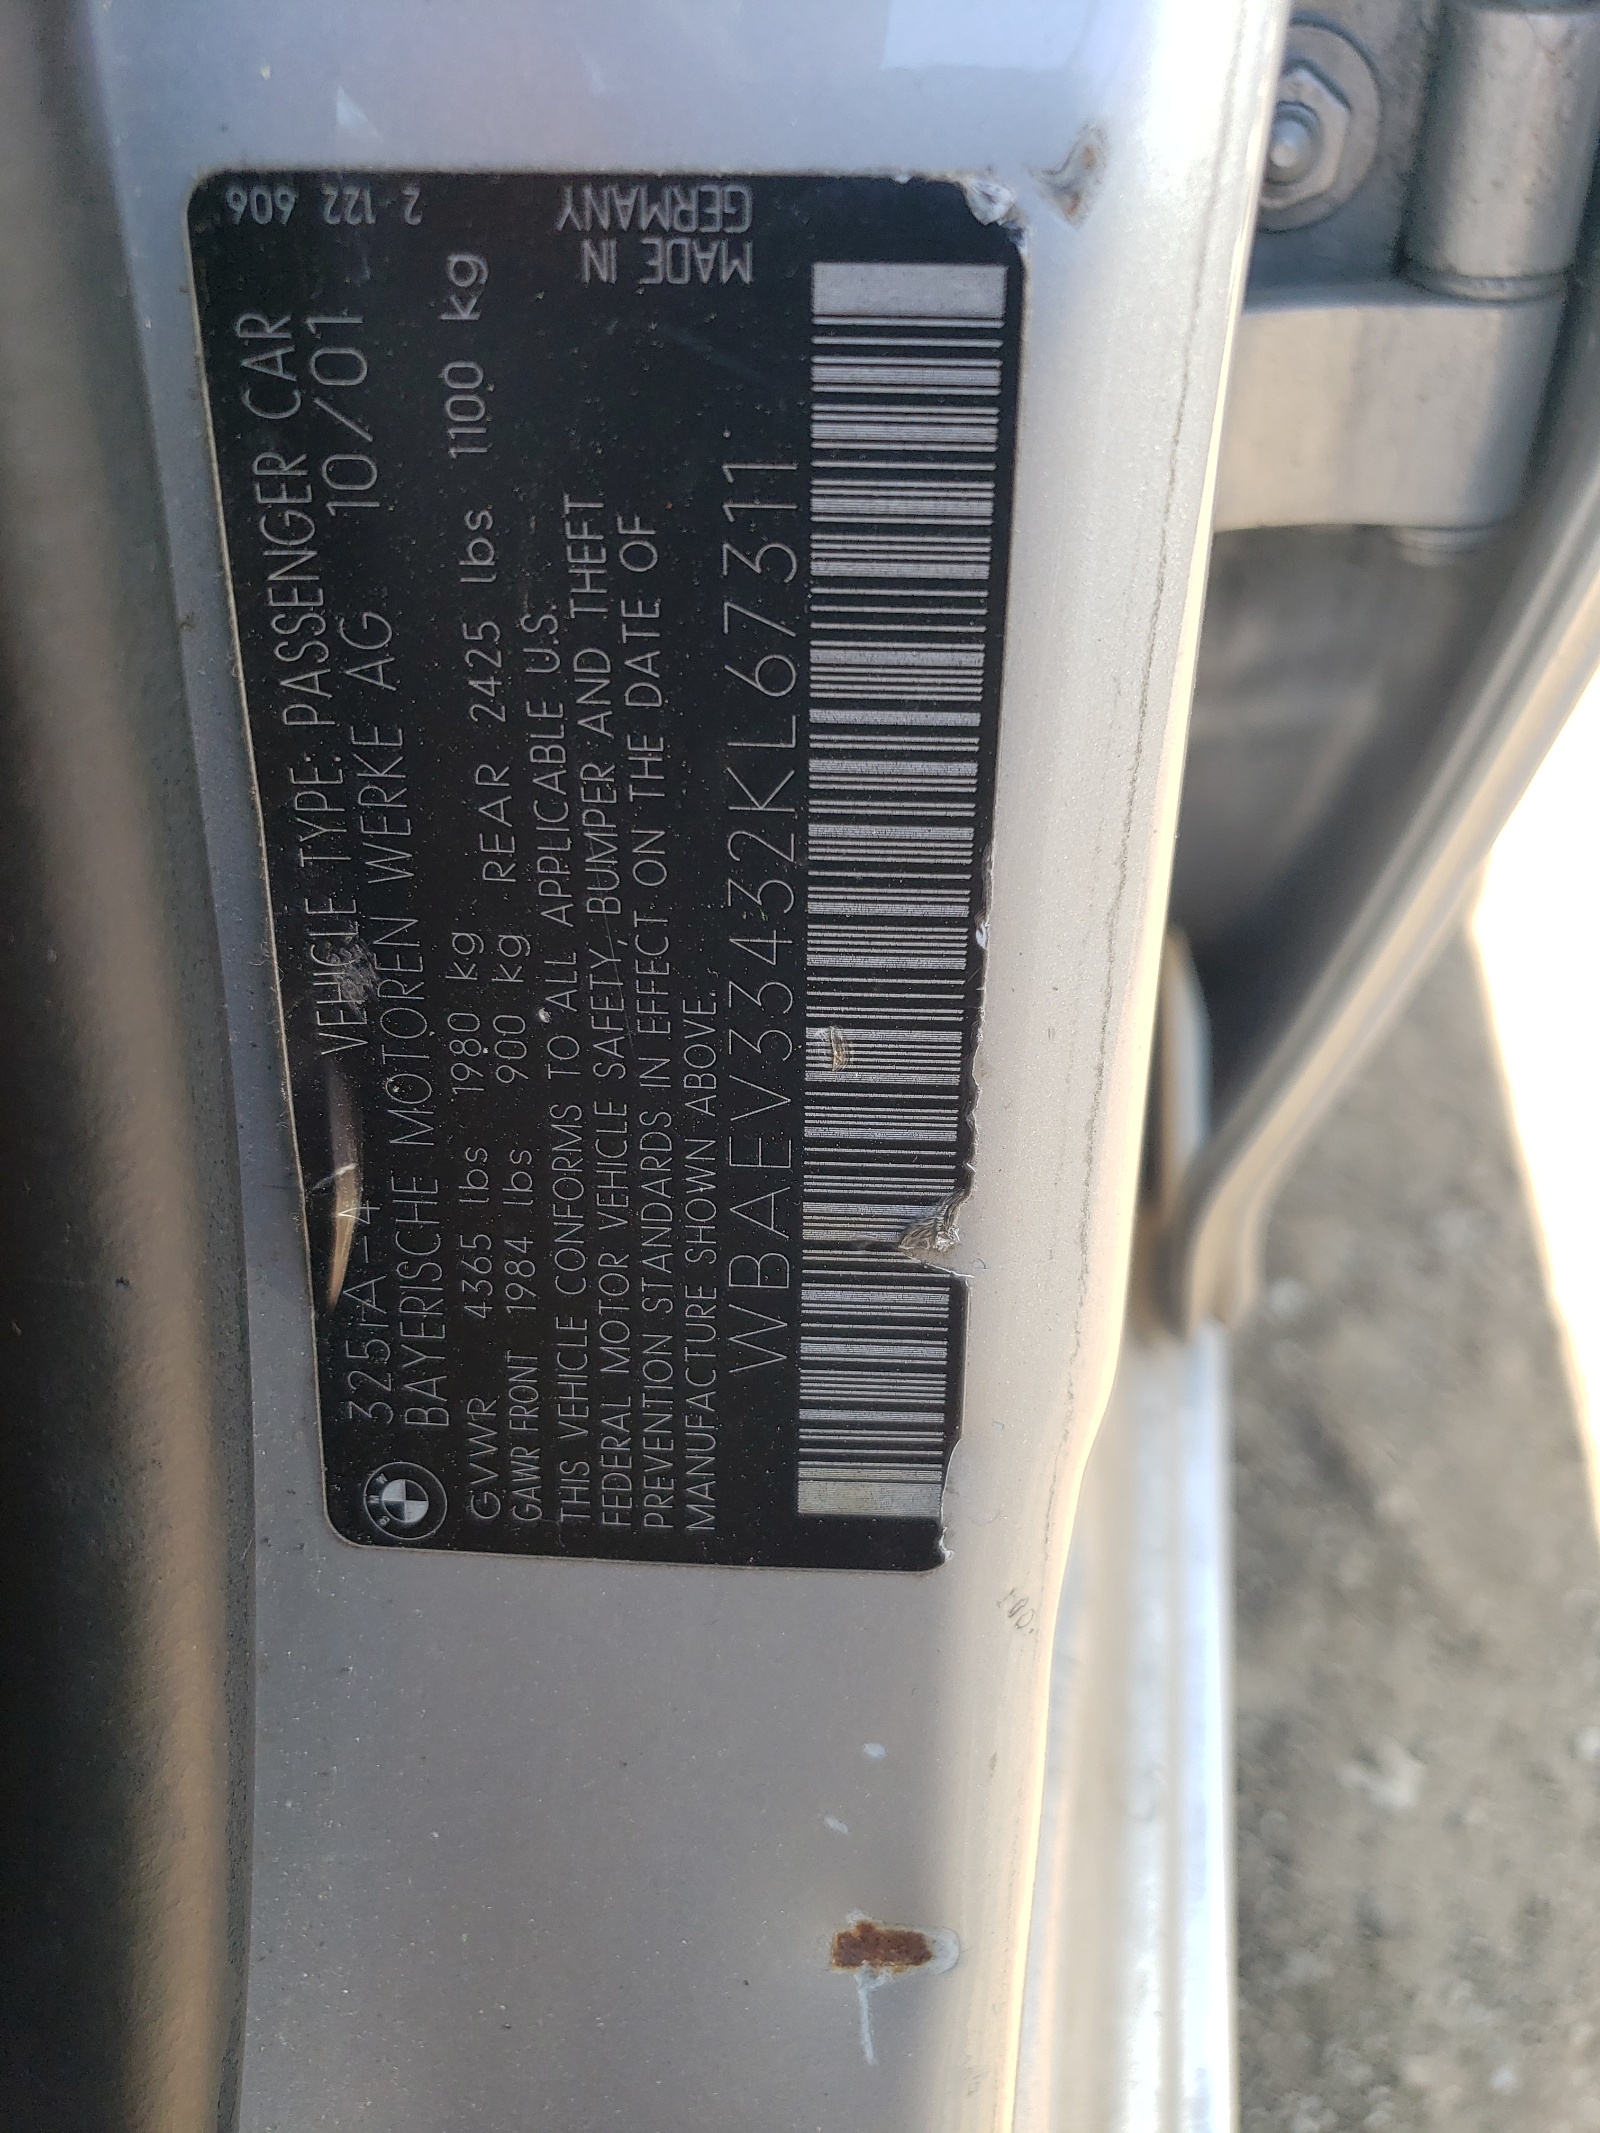 325iA-4 VEHICLE TYPE: PASSENGER CAR
BAYERISCHE MOTOREN WERKE AG 10/01
GVWR 4365 lbs 1980 kg
GAWR FRONT 1984 lbs 900 kg REAR 2425 lbs 1100 kg
THIS VEHICLE CONFORMS TO ALL APPLICABLE U.S.
FEDERAL MOTOR VEHICLE SAFETY, BUMPER AND THEFT
PREVENTION STANDARDS IN EFFECT ON THE DATE OF
MANUFACTURE SHOWN ABOVE.
WBAEV33432KL67311
MADE IN
GERMANY
2 122 606